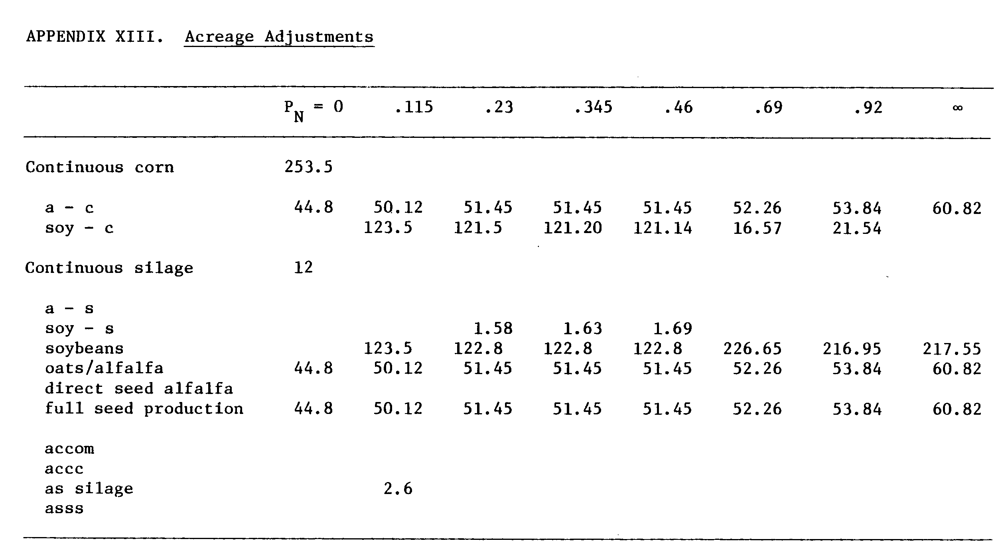 APPENDIX XIII. Acreage Adjustments
P_N = 0 .115 .23 .345 .46 .69 .92 ∞
Continuous corn 253.5
a - c 44.8 50.12 51.45 51.45 51.45 52.26 53.84 60.82
soy - c 123.5 121.5 121.20 121.14 16.57 21.54
Continuous silage 12
a - s
soy - s 1.58 1.63 1.69
soybeans 123.5 122.8 122.8 122.8 226.65 216.95 217.55
oats/alfalfa 44.8 50.12 51.45 51.45 51.45 52.26 53.84 60.82
direct seed alfalfa
full seed production 44.8 50.12 51.45 51.45 51.45 52.26 53.84 60.82
accom
accc
as silage 2.6
asss